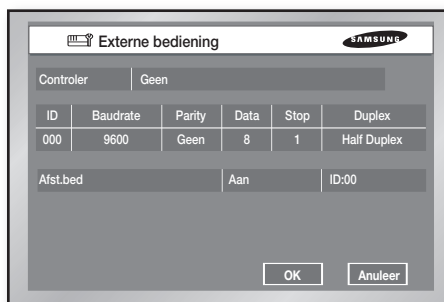 Externe bediening SAMSUNG
Controler Geen
ID Baudrate Parity Data Stop Duplex
000 9600 Geen 8 1 Half Duplex
Afst.bed Aan ID:00
OK Anuleer